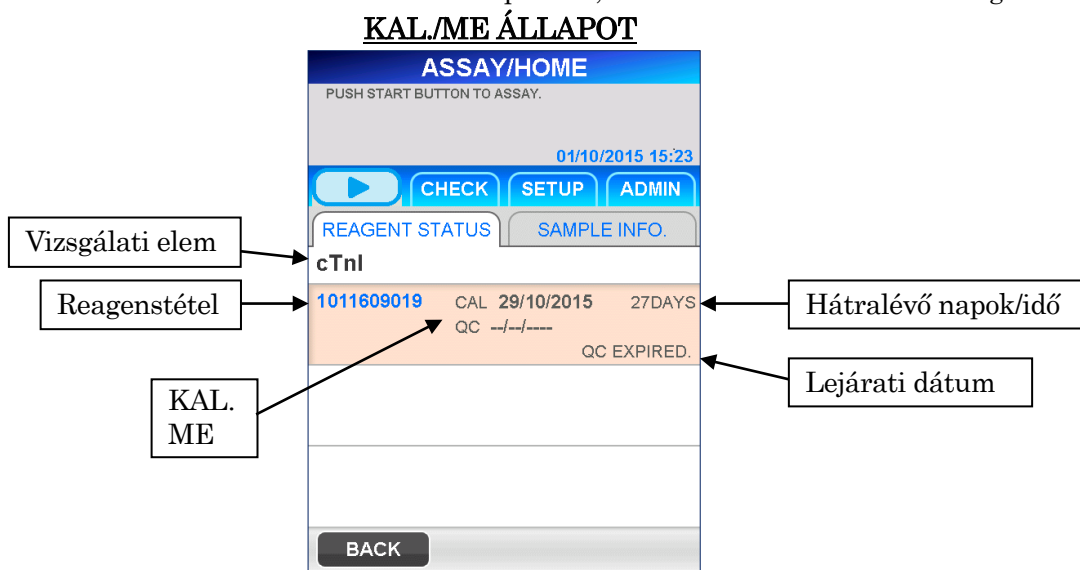 KAL./ME ÁLLAPOT
ASSAY/HOME
PUSH START BUTTON TO ASSAY.
01/10/2015 15:23
CHECK SETUP ADMIN
REAGENT STATUS SAMPLE INFO.
Vizsgálati elem
cTnI
Reagenstétel
1011609019 CAL 29/10/2015 27DAYS
Hátralévő napok/idő
QC --/--/----
QC EXPIRED.
Lejárati dátum
KAL.
ME
BACK